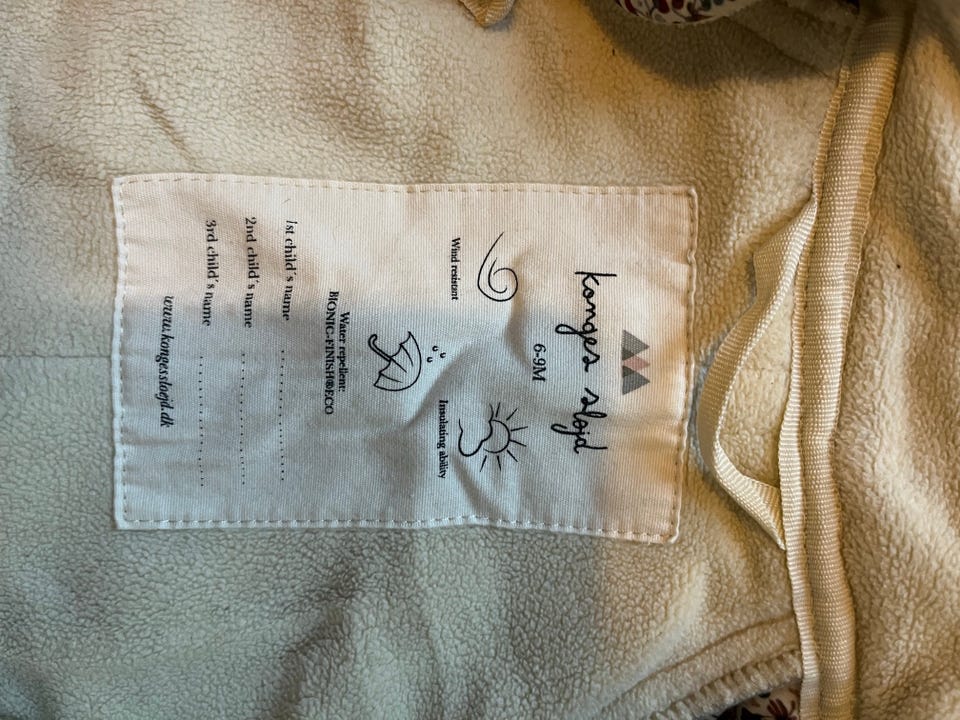 konges sløjd
6-9M
Wind resistant
Insulating ability
Water repellent:
BIONIC-FINISH®ECO
1st child´s name ................
2nd child´s name ................
3rd child´s name ................
www.kongessloejd.dk